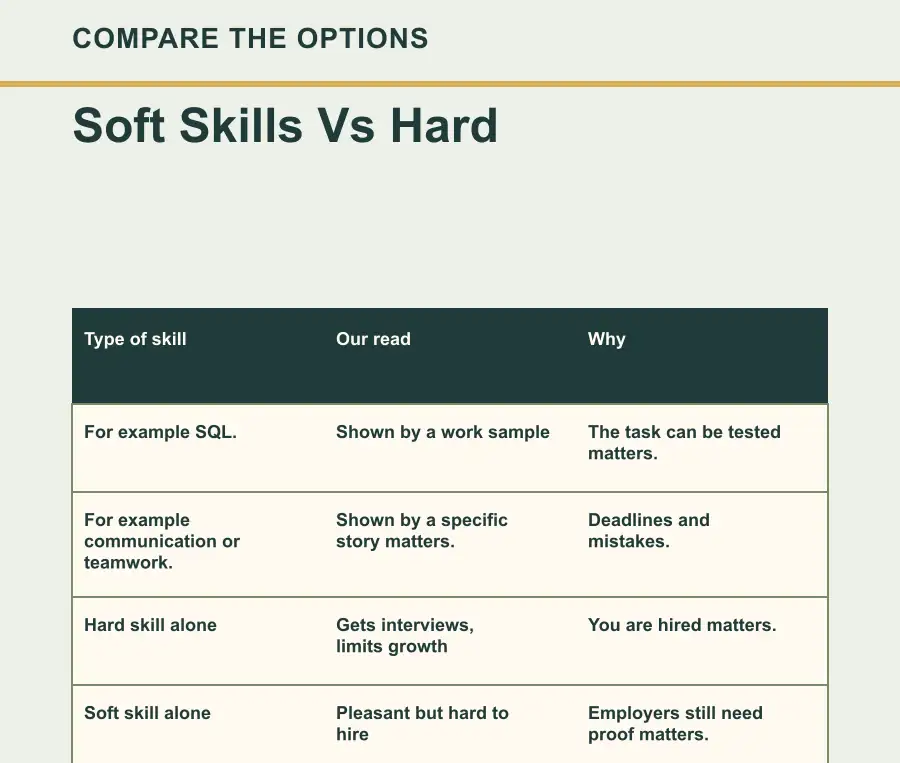 COMPARE THE OPTIONS
Soft Skills Vs Hard
Type of skill
Our read
Why
For example SQL.
Shown by a work sample
The task can be tested
matters.
For example
communication or
teamwork.
Shown by a specific
story matters.
Deadlines and
mistakes.
Hard skill alone
Gets interviews,
limits growth
You are hired matters.
Soft skill alone
Pleasant but hard to
hire
Employers still need
proof matters.